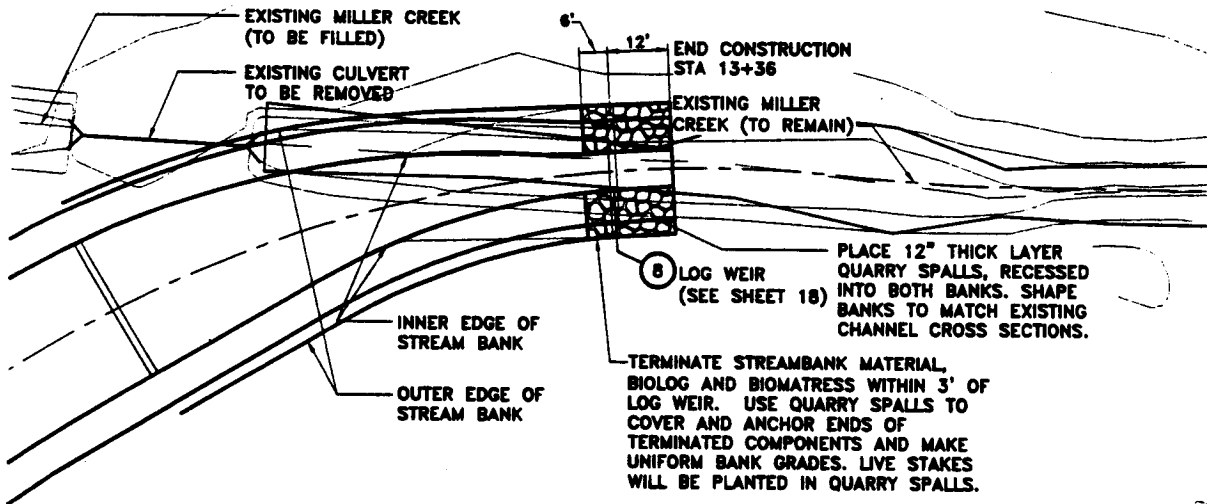 EXISTING MILLER CREEK
(TO BE FILLED)
EXISTING CULVERT
TO BE REMOVED
6'
12'
END CONSTRUCTION
STA 13+36
EXISTING MILLER
CREEK (TO REMAIN)
8
LOG WEIR
(SEE SHEET 18)
PLACE 12" THICK LAYER
QUARRY SPALLS, RECESSED
INTO BOTH BANKS. SHAPE
BANKS TO MATCH EXISTING
CHANNEL CROSS SECTIONS.
INNER EDGE OF
STREAM BANK
OUTER EDGE OF
STREAM BANK
TERMINATE STREAMBANK MATERIAL,
BIOLOG AND BIOMATRESS WITHIN 3' OF
LOG WEIR. USE QUARRY SPALLS TO
COVER AND ANCHOR ENDS OF
TERMINATED COMPONENTS AND MAKE
UNIFORM BANK GRADES. LIVE STAKES
WILL BE PLANTED IN QUARRY SPALLS.